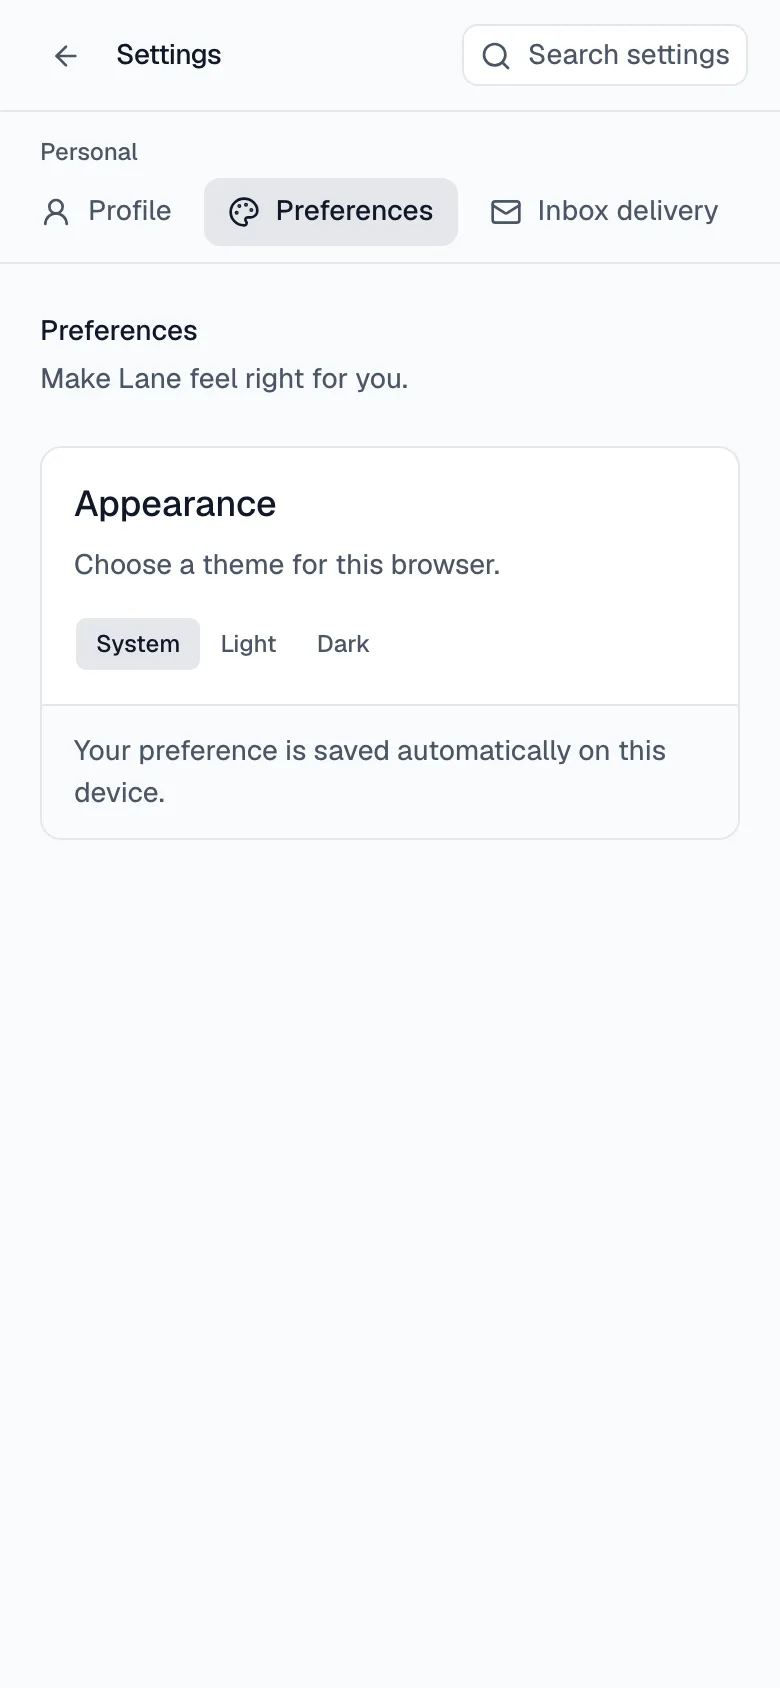 Settings
Search settings
Personal
Profile
Preferences
Inbox delivery
Preferences
Make Lane feel right for you.
Appearance
Choose a theme for this browser.
System
Light
Dark
Your preference is saved automatically on this
device.